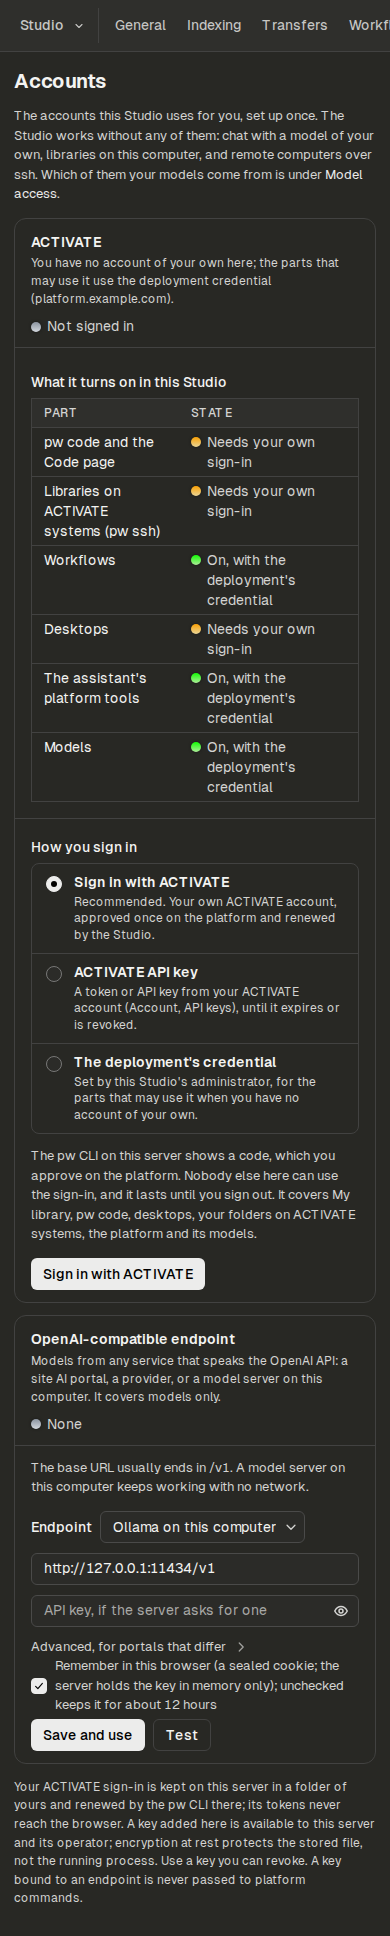 Studio
General
Indexing
Transfers
Workf
Accounts
The accounts this Studio uses for you, set up once. The
Studio works without any of them: chat with a model of your
own, libraries on this computer, and remote computers over
ssh. Which of them your models come from is under Model
access.
ACTIVATE
You have no account of your own here; the parts that
may use it use the deployment credential
(platform.example.com).
Not signed in
What it turns on in this Studio
PART STATE
pw code and the Code page
Needs your own sign-in
Libraries on ACTIVATE systems (pw ssh)
Needs your own sign-in
Workflows
On, with the deployment's credential
Desktops
Needs your own sign-in
The assistant's platform tools
On, with the deployment's credential
Models
On, with the deployment's credential
How you sign in
Sign in with ACTIVATE
Recommended. Your own ACTIVATE account,
approved once on the platform and renewed
by the Studio.
ACTIVATE API key
A token or API key from your ACTIVATE
account (Account, API keys), until it expires or
is revoked.
The deployment's credential
Set by this Studio's administrator, for the
parts that may use it when you have no
account of your own.
The pw CLI on this server shows a code, which you
approve on the platform. Nobody else here can use
the sign-in, and it lasts until you sign out. It covers My
library, pw code, desktops, your folders on ACTIVATE
systems, the platform and its models.
Sign in with ACTIVATE
OpenAI-compatible endpoint
Models from any service that speaks the OpenAI API: a
site AI portal, a provider, or a model server on this
computer. It covers models only.
None
The base URL usually ends in /v1. A model server on
this computer keeps working with no network.
Endpoint Ollama on this computer
http://127.0.0.1:11434/v1
API key, if the server asks for one
Advanced, for portals that differ
Remember in this browser (a sealed cookie; the
server holds the key in memory only); unchecked
keeps it for about 12 hours
Save and use Test
Your ACTIVATE sign-in is kept on this server in a folder of
yours and renewed by the pw CLI there; its tokens never
reach the browser. A key added here is available to this server
and its operator; encryption at rest protects the stored file,
not the running process. Use a key you can revoke. A key
bound to an endpoint is never passed to platform
commands.